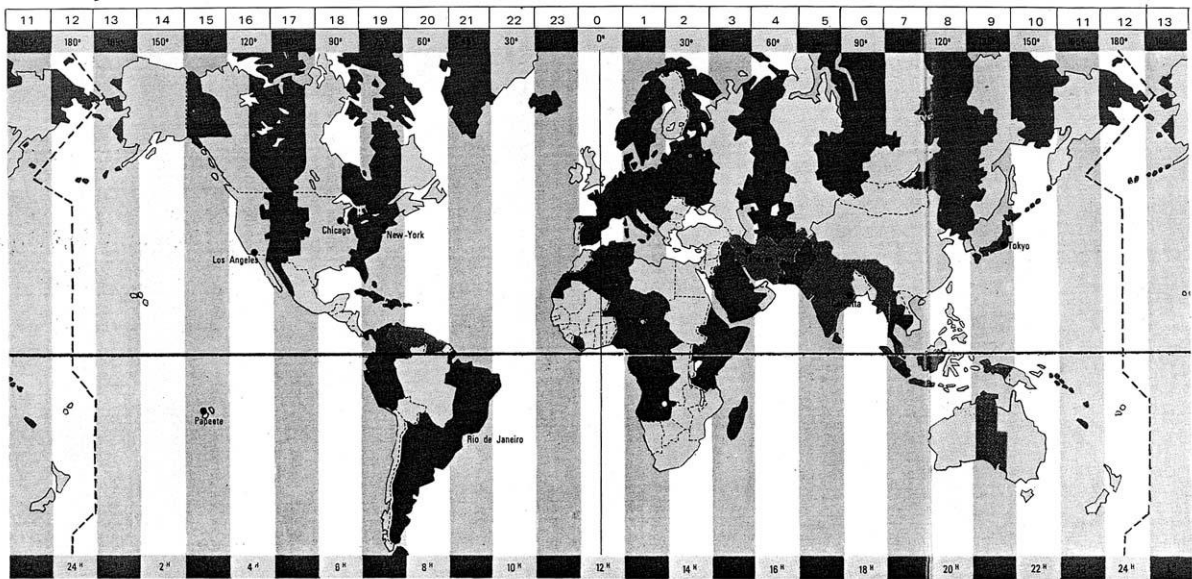 11 12 13 14 15 16 17 18 19 20 21 22 23 0 1 2 3 4 5 6 7 8 9 10 11 12 13
180° 150° 120° 90° 30° 0° 30° 60° 90° 120° 150° 180°
Chicago
New-York
Los Angeles
Tokyo
Papeete
Rio de Janeiro
24 H 2 H 4 H 6 H 8 H 10 H 12 H 14 H 16 H 18 H 20 H 22 H 24 H